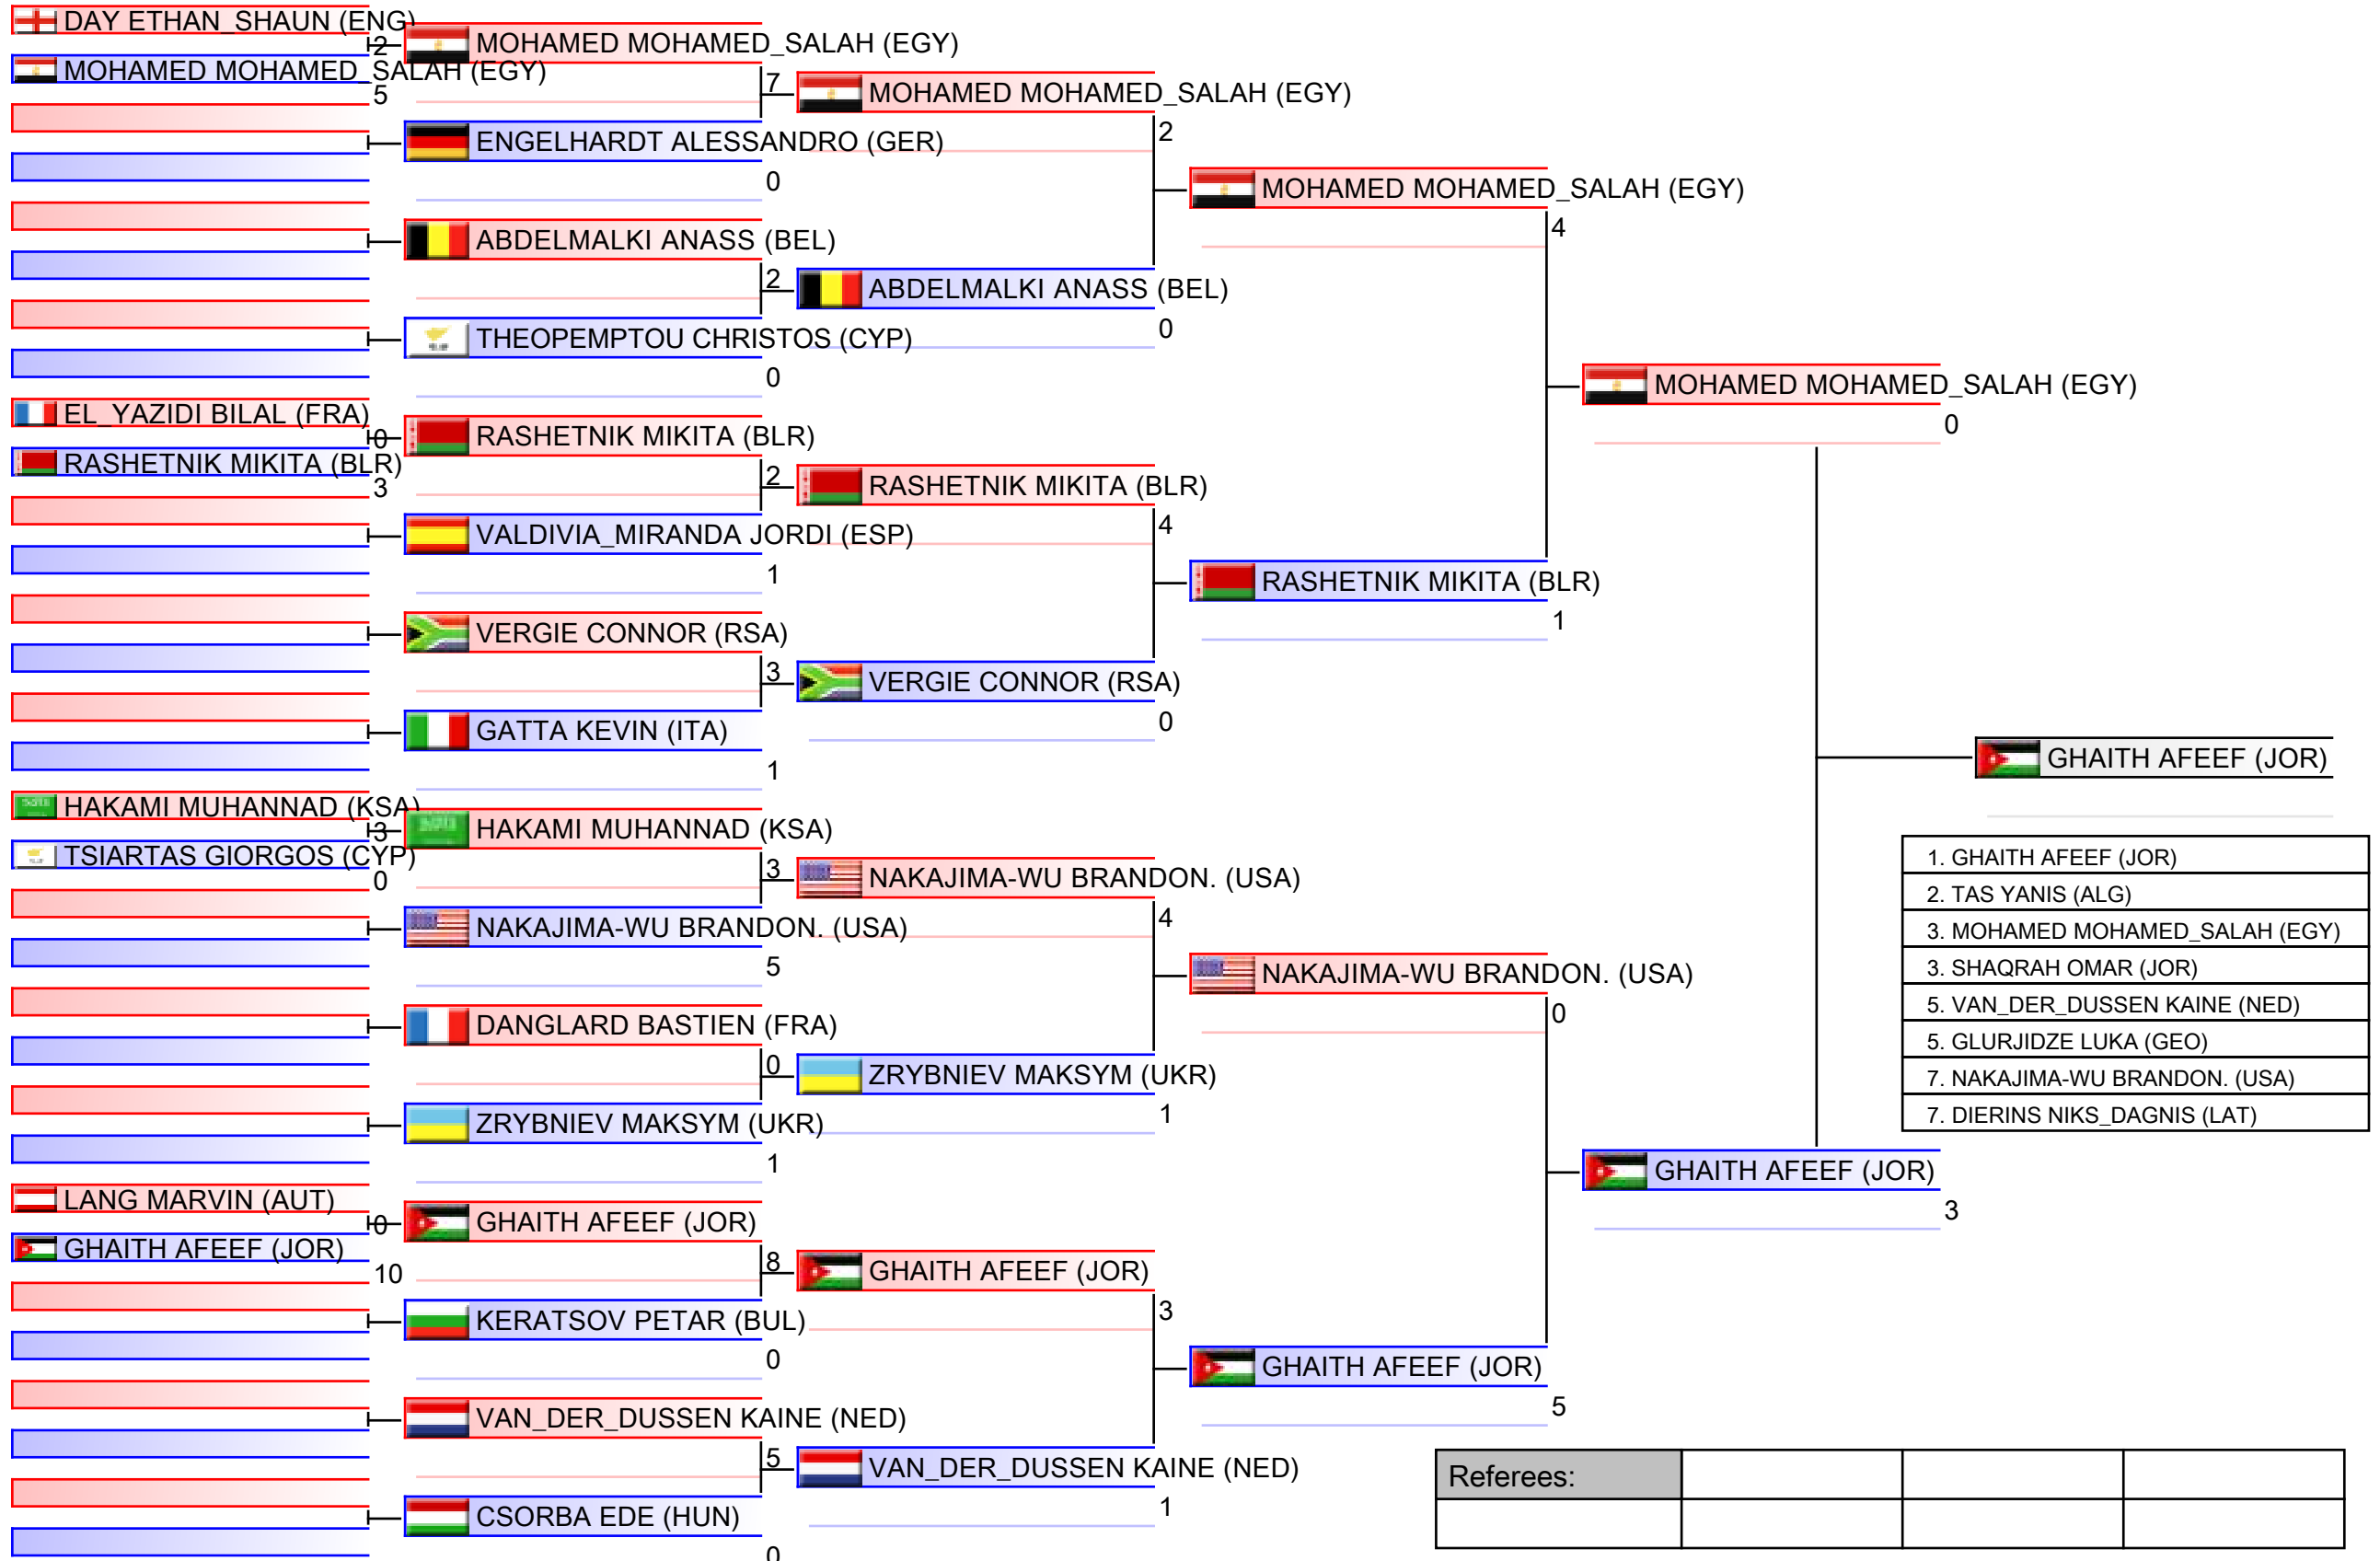 DAY ETHAN_SHAUN (ENG)
2
MOHAMED MOHAMED_SALAH (EGY)
5
EL_YAZIDI BILAL (FRA)
0
RASHETNIK MIKITA (BLR)
3
HAKAMI MUHANNAD (KSA)
3
TSIARTAS GIORGOS (CYP)
0
LANG MARVIN (AUT)
0
GHAITH AFEEF (JOR)
10
MOHAMED MOHAMED_SALAH (EGY)
7
ENGELHARDT ALESSANDRO (GER)
0
ABDELMALKI ANASS (BEL)
2
THEOPEMPTOU CHRISTOS (CYP)
0
RASHETNIK MIKITA (BLR)
2
VALDIVIA_MIRANDA JORDI (ESP)
1
VERGIE CONNOR (RSA)
3
GATTA KEVIN (ITA)
1
HAKAMI MUHANNAD (KSA)
3
NAKAJIMA-WU BRANDON. (USA)
5
DANGLARD BASTIEN (FRA)
0
ZRYBNIEV MAKSYM (UKR)
1
GHAITH AFEEF (JOR)
8
KERATSOV PETAR (BUL)
0
VAN_DER_DUSSEN KAINE (NED)
5
CSORBA EDE (HUN)
0
MOHAMED MOHAMED_SALAH (EGY)
2
ABDELMALKI ANASS (BEL)
0
RASHETNIK MIKITA (BLR)
4
VERGIE CONNOR (RSA)
0
NAKAJIMA-WU BRANDON. (USA)
4
ZRYBNIEV MAKSYM (UKR)
1
GHAITH AFEEF (JOR)
3
VAN_DER_DUSSEN KAINE (NED)
1
MOHAMED MOHAMED_SALAH (EGY)
4
RASHETNIK MIKITA (BLR)
1
NAKAJIMA-WU BRANDON. (USA)
0
GHAITH AFEEF (JOR)
5
MOHAMED MOHAMED_SALAH (EGY)
0
GHAITH AFEEF (JOR)
3
GHAITH AFEEF (JOR)
1. GHAITH AFEEF (JOR)
2. TAS YANIS (ALG)
3. MOHAMED MOHAMED_SALAH (EGY)
3. SHAQRAH OMAR (JOR)
5. VAN_DER_DUSSEN KAINE (NED)
5. GLURJIDZE LUKA (GEO)
7. NAKAJIMA-WU BRANDON. (USA)
7. DIERINS NIKS_DAGNIS (LAT)
Referees: